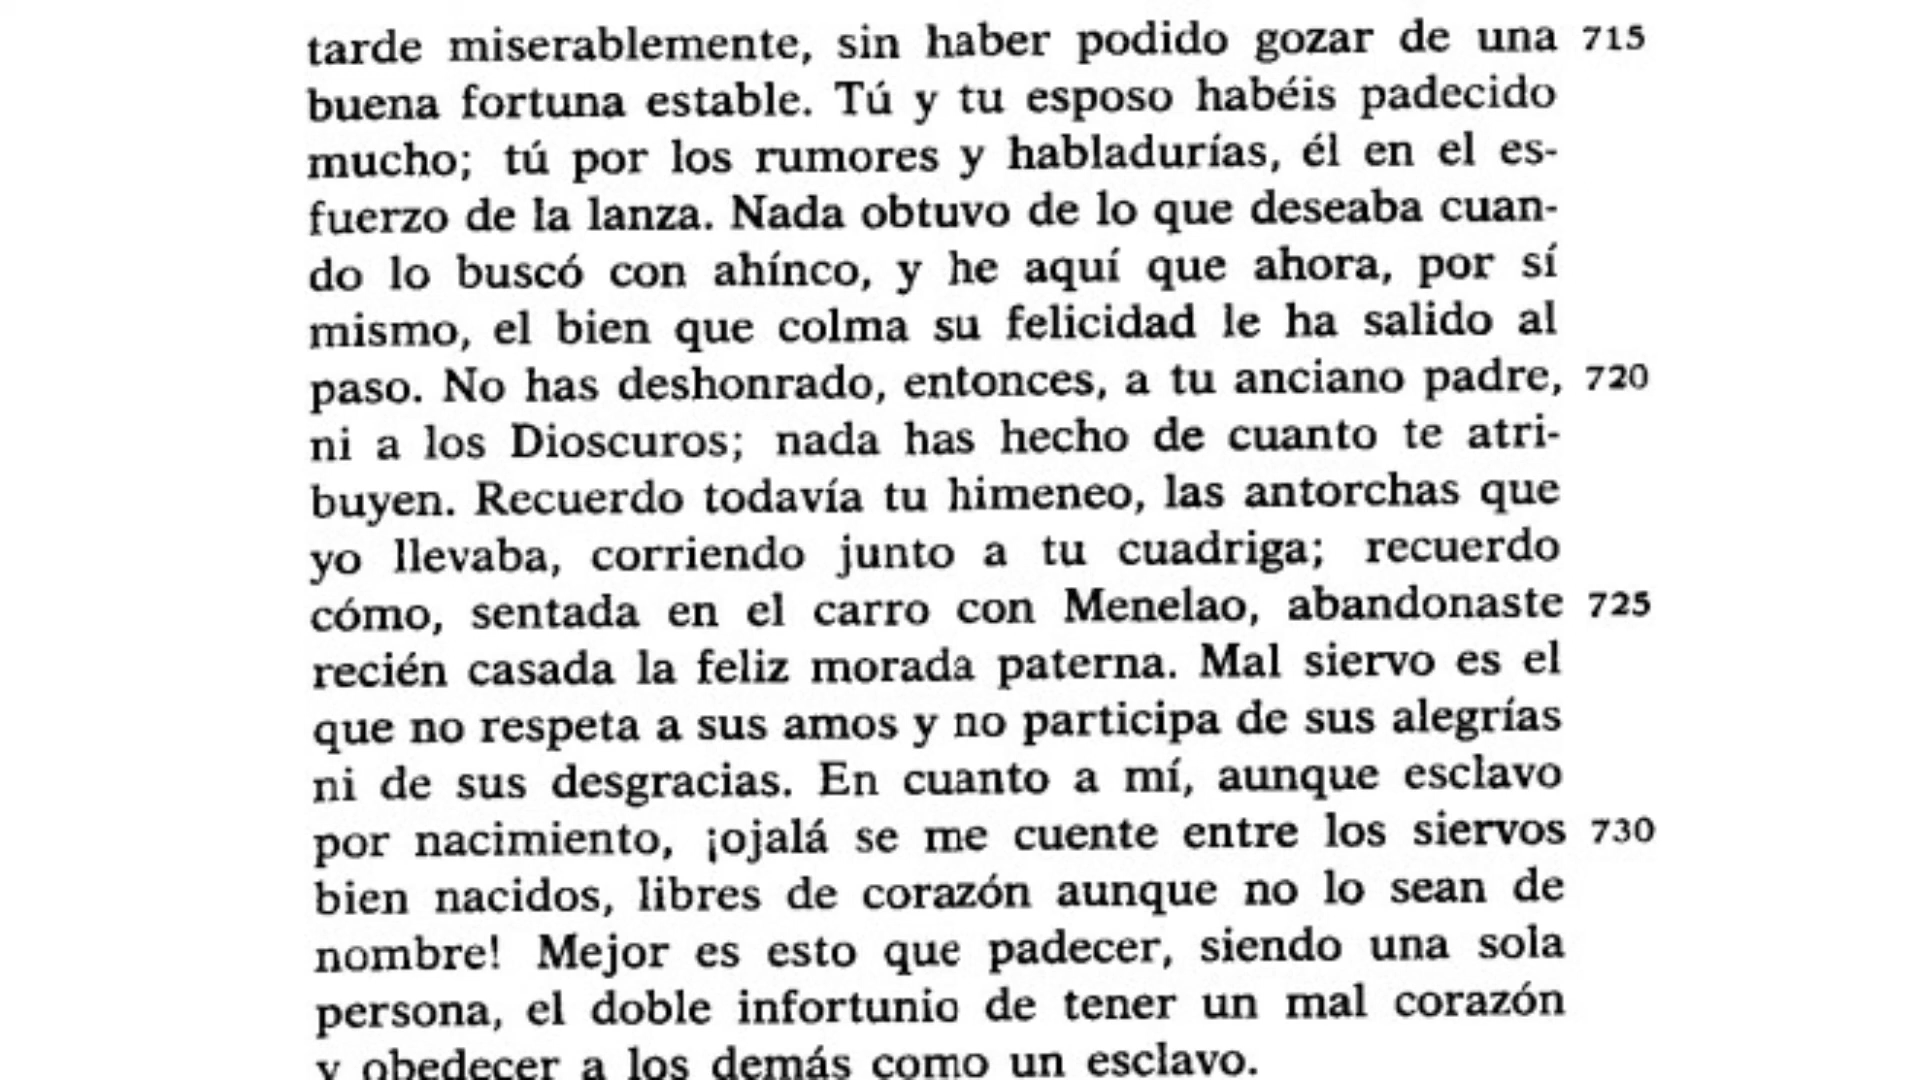 tarde miserablemente, sin haber podido gozar de una 715
buena fortuna estable. Tú y tu esposo habéis padecido
mucho; tú por los rumores y habladurías, él en el es-
fuerzo de la lanza. Nada obtuvo de lo que deseaba cuan-
do lo buscó con ahínco, y he aquí que ahora, por sí
mismo, el bien que colma su felicidad le ha salido al
paso. No has deshonrado, entonces, a tu anciano padre, 720
ni a los Dioscuros; nada has hecho de cuanto te atri-
buyen. Recuerdo todavía tu himeneo, las antorchas que
yo llevaba, corriendo junto a tu cuadriga; recuerdo
cómo, sentada en el carro con Menelao, abandonaste 725
recién casada la feliz morada paterna. Mal siervo es el
que no respeta a sus amos y no participa de sus alegrías
ni de sus desgracias. En cuanto a mí, aunque esclavo
por nacimiento, ¡ojalá se me cuente entre los siervos 730
bien nacidos, libres de corazón aunque no lo sean de
nombre! Mejor es esto que padecer, siendo una sola
persona, el doble infortunio de tener un mal corazón
y obedecer a los demás como un esclavo.